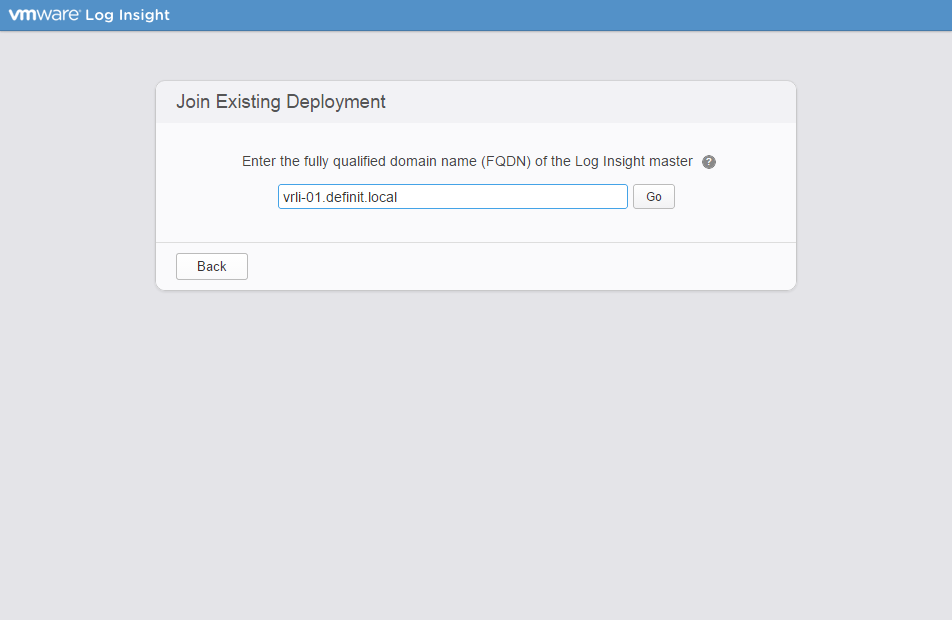 vmware Log Insight
Join Existing Deployment
Enter the fully qualified domain name (FQDN) of the Log Insight master ?
vrli-01.definit.local Go
Back